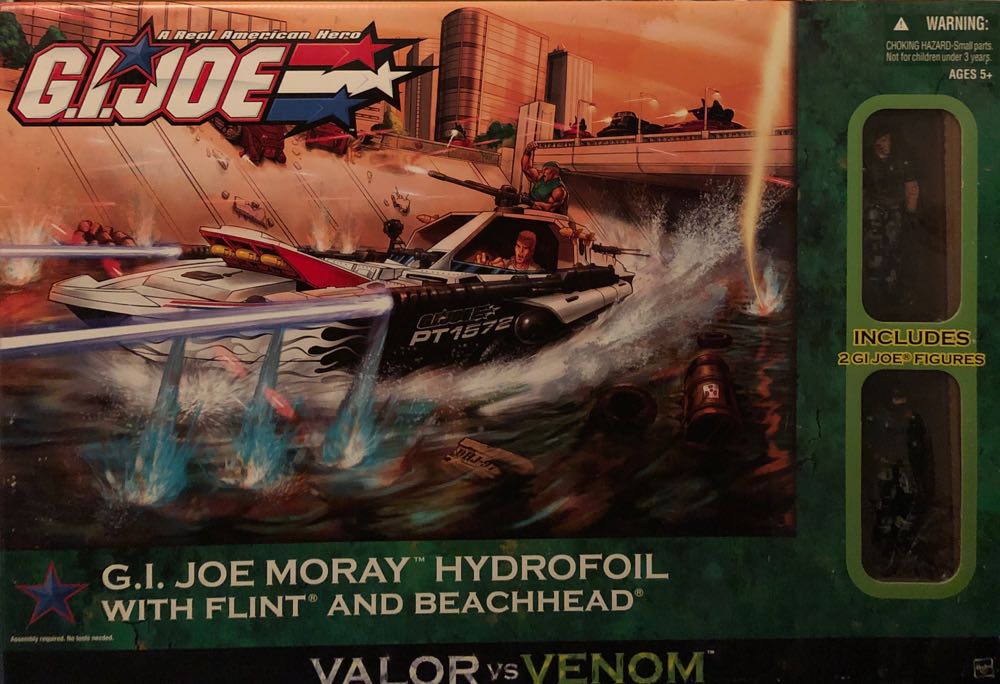 A Real American Hero
G.I. JOE
WARNING:
CHOKING HAZARD-Small parts.
Not for children under 3 years.
AGES 5+
G.I. JOE
PT1872
INCLUDES
2 GI JOE® FIGURES
G.I. JOE MORAY™ HYDROFOIL
WITH FLINT® AND BEACHHEAD®
Assembly required. No tools needed.
VALOR VS VENOM™